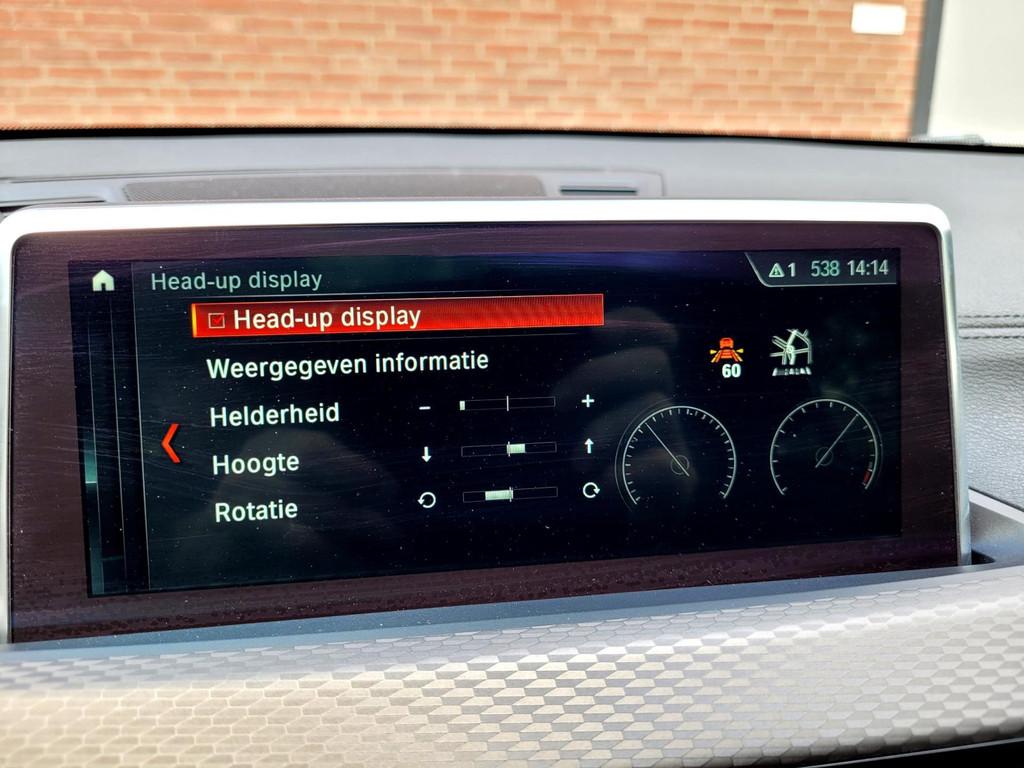 Head-up display
1 538 14:14
Head-up display
Weergegeven informatie
Helderheid - +
Hoogte
Rotatie
60